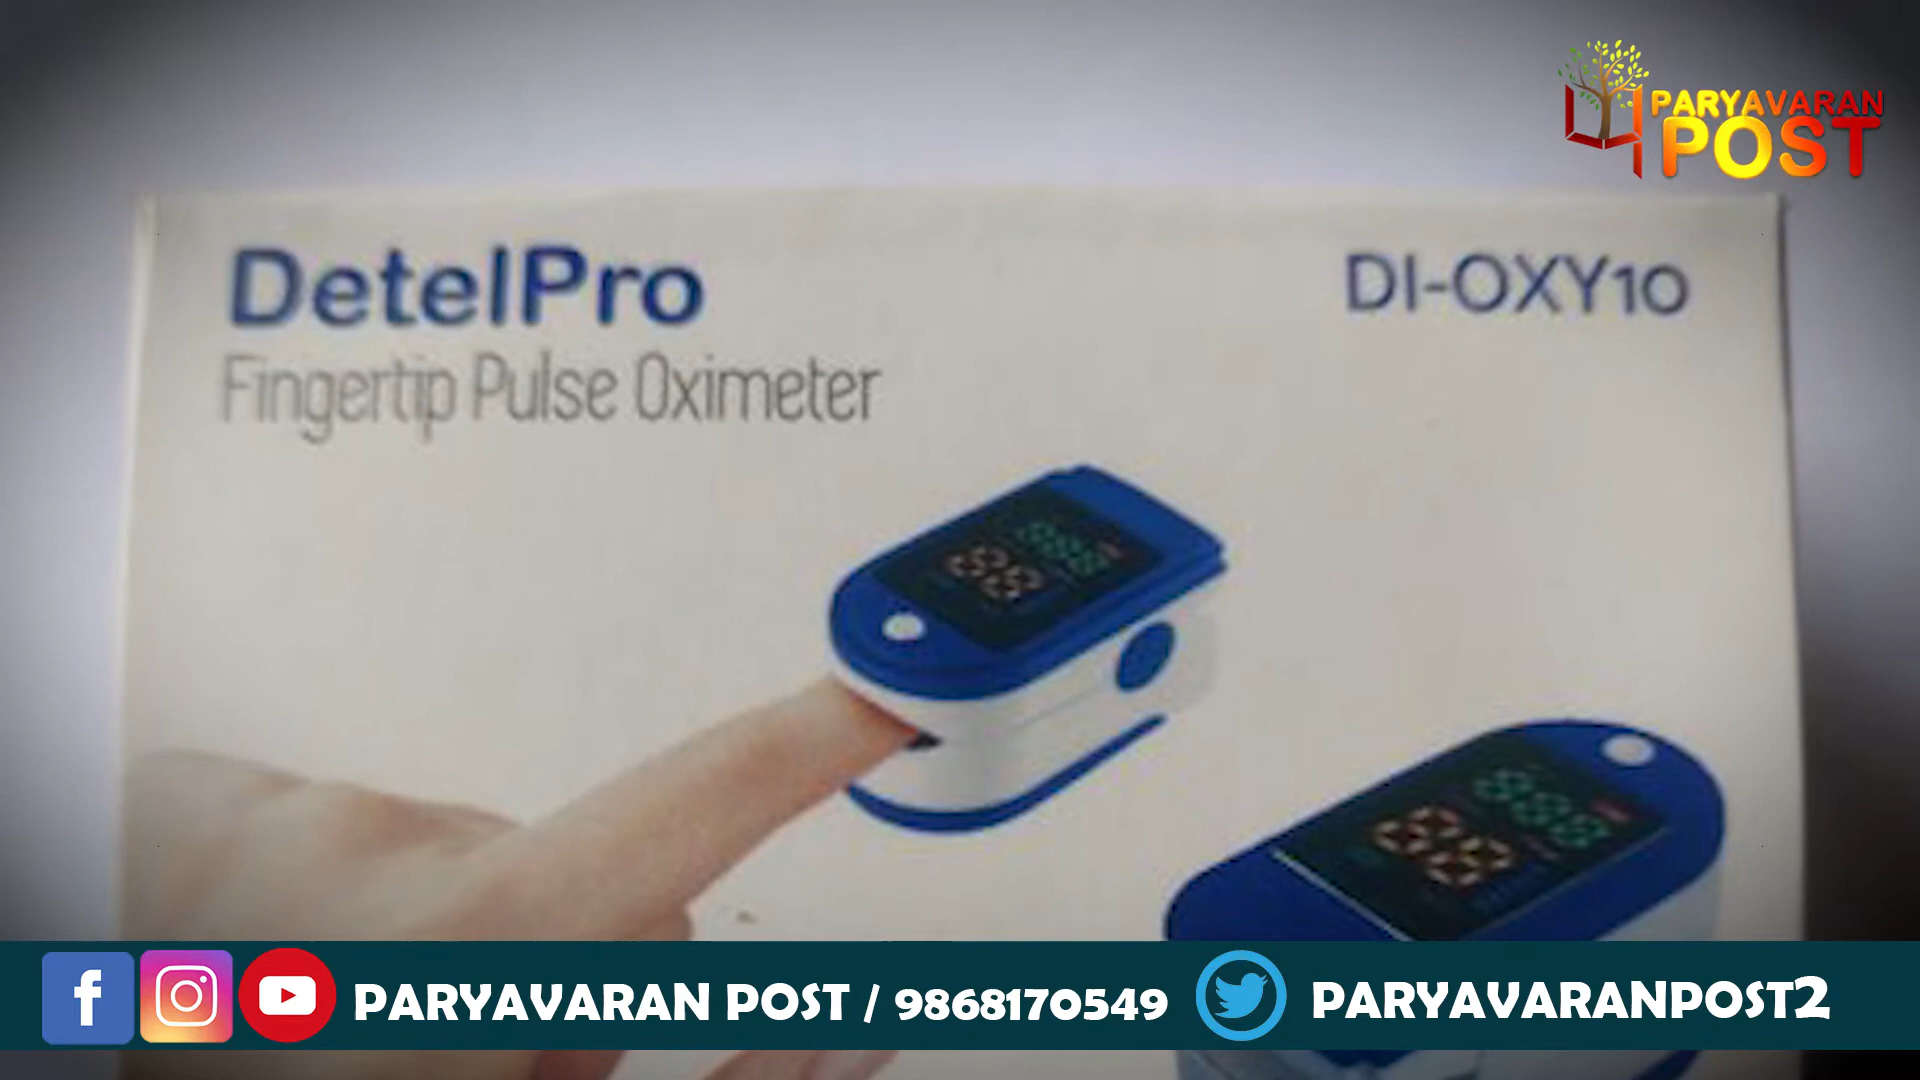 PARYAVARAN
POST
DetelPro
DI-OXY10
Fingertip Pulse Oximeter
PARYAVARAN POST / 9868170549
PARYAVARANPOST2